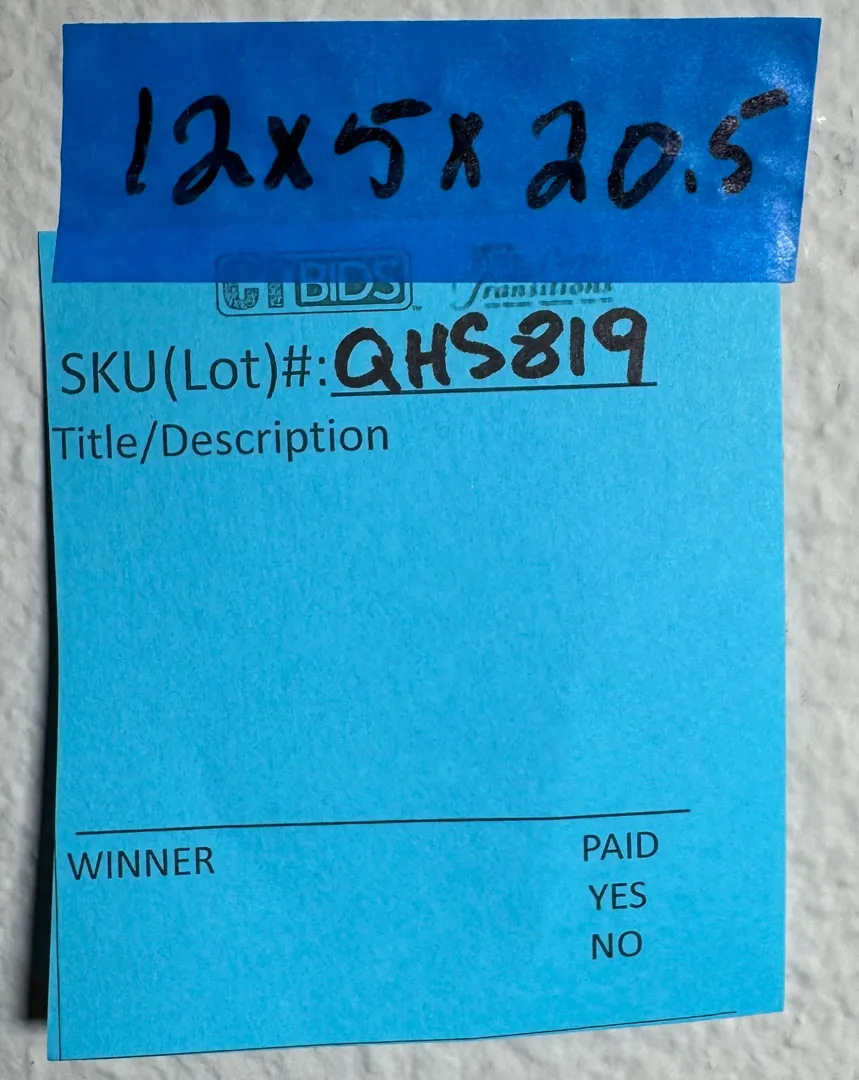 12x5x20.5
CTBIDS
Transitions
SKU(Lot)#:QHS819
Title/Description
WINNER
PAID
YES
NO